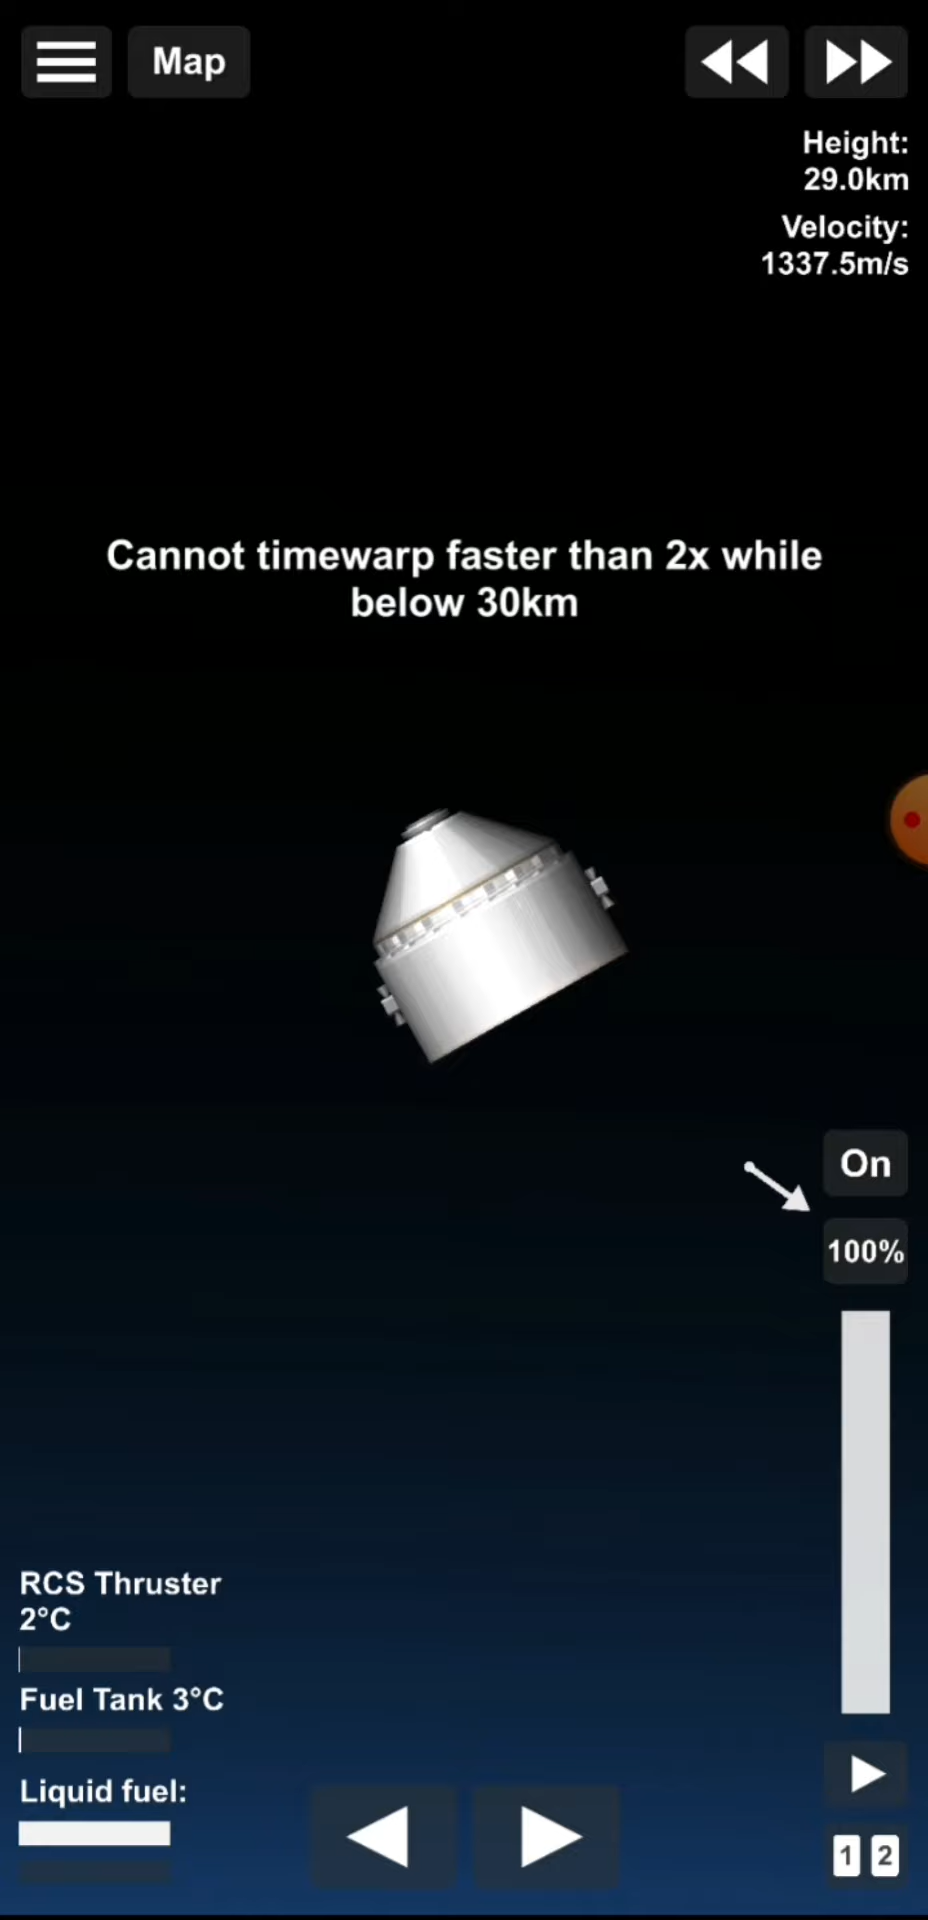 Map
Height:
29.0km
Velocity:
1337.5m/s
Cannot timewarp faster than 2x while
below 30km
On
100%
RCS Thruster
2°C
Fuel Tank 3°C
Liquid fuel:
1 2